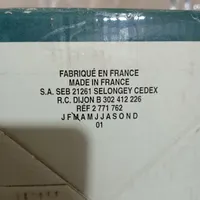 FABRIQUÉ EN FRANCE
MADE IN FRANCE
S.A. SEB 21261 SELONGEY CEDEX
R.C. DIJON B 302 412 226
RÉF 2 771 762
J F M A M J J A S O N D
01